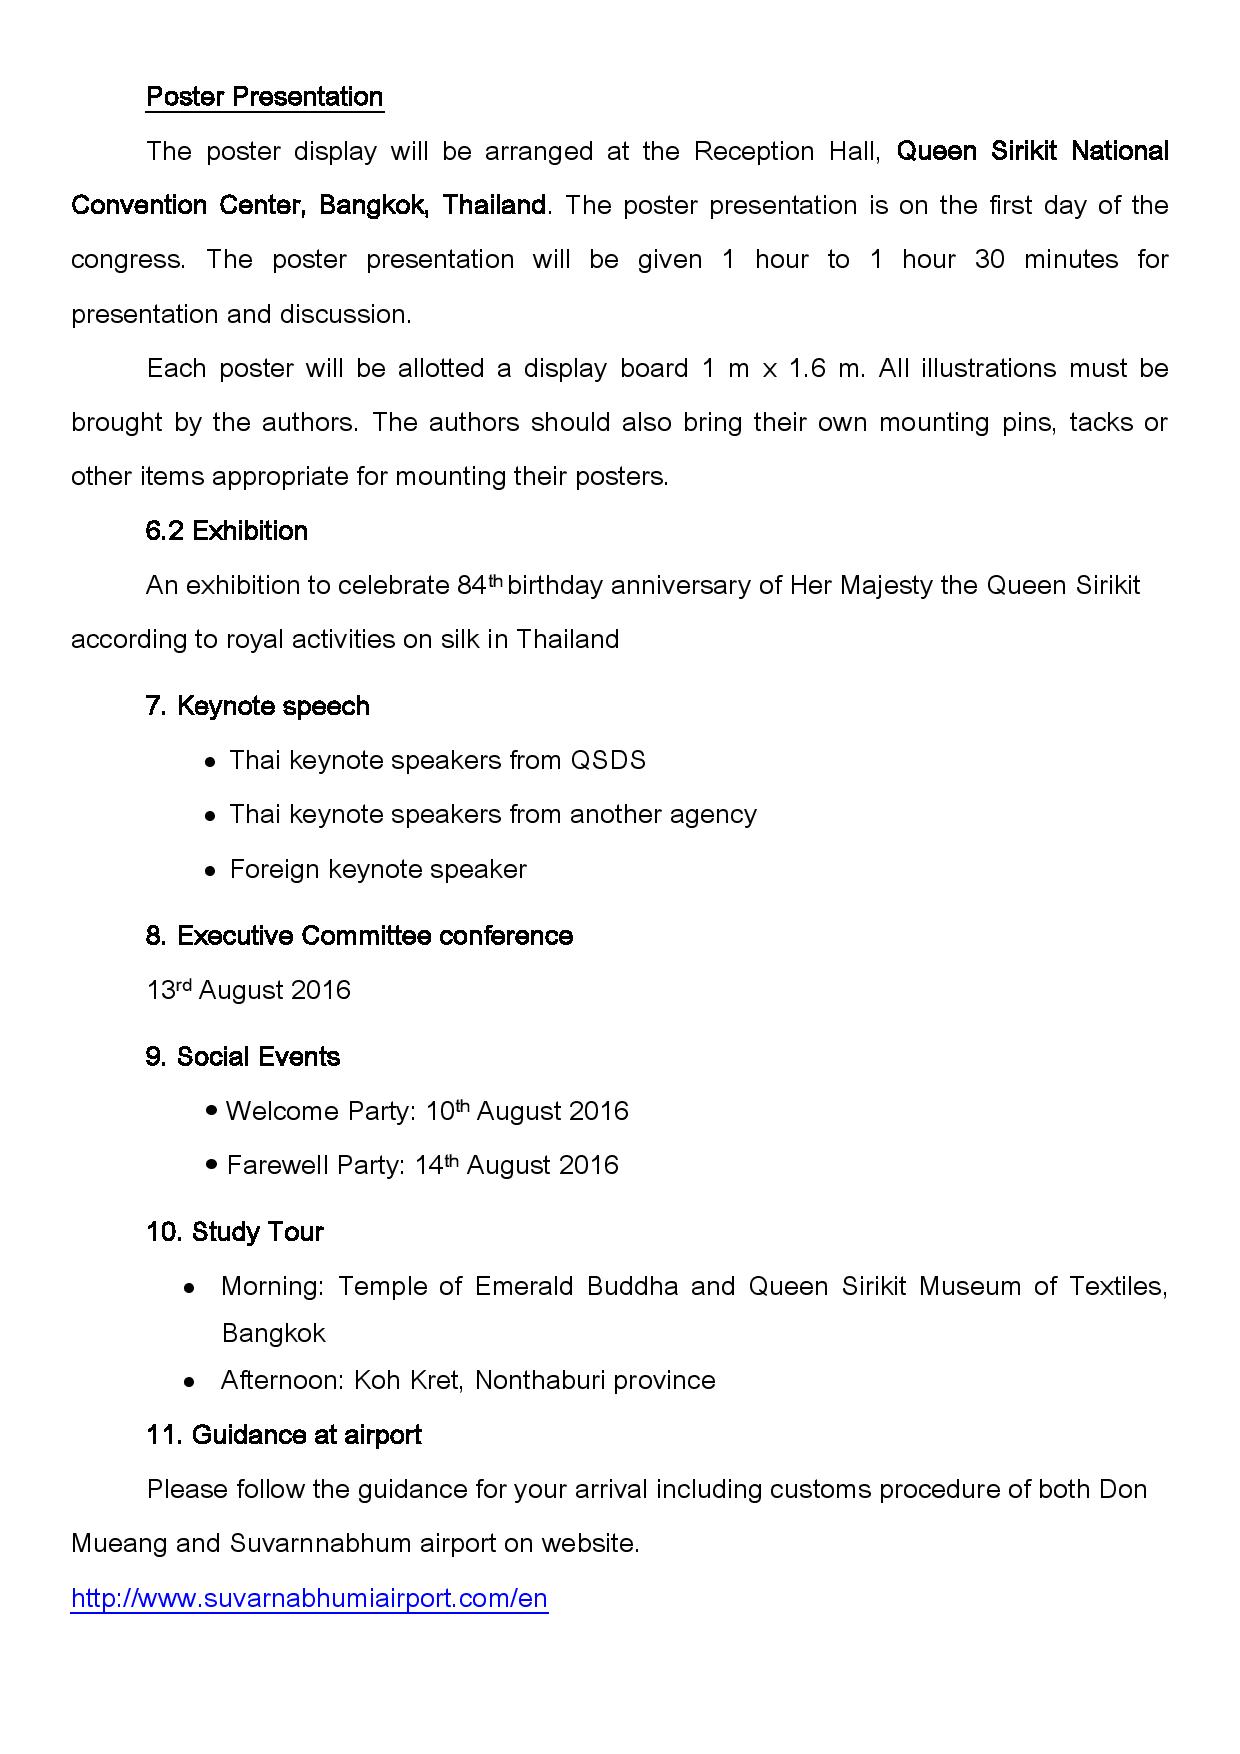 Poster Presentation
The poster display will be arranged at the Reception Hall, Queen Sirikit National
Convention Center, Bangkok, Thailand. The poster presentation is on the first day of the
congress. The poster presentation will be given 1 hour to 1 hour 30 minutes for
presentation and discussion.
Each poster will be allotted a display board 1 m x 1.6 m. All illustrations must be
brought by the authors. The authors should also bring their own mounting pins, tacks or
other items appropriate for mounting their posters.
6.2 Exhibition
An exhibition to celebrate 84th birthday anniversary of Her Majesty the Queen Sirikit
according to royal activities on silk in Thailand
7. Keynote speech
• Thai keynote speakers from QSDS
• Thai keynote speakers from another agency
• Foreign keynote speaker
8. Executive Committee conference
13rd August 2016
9. Social Events
• Welcome Party: 10th August 2016
• Farewell Party: 14th August 2016
10. Study Tour
• Morning: Temple of Emerald Buddha and Queen Sirikit Museum of Textiles,
Bangkok
• Afternoon: Koh Kret, Nonthaburi province
11. Guidance at airport
Please follow the guidance for your arrival including customs procedure of both Don
Mueang and Suvarnnabhum airport on website.
http://www.suvarnabhumiairport.com/en